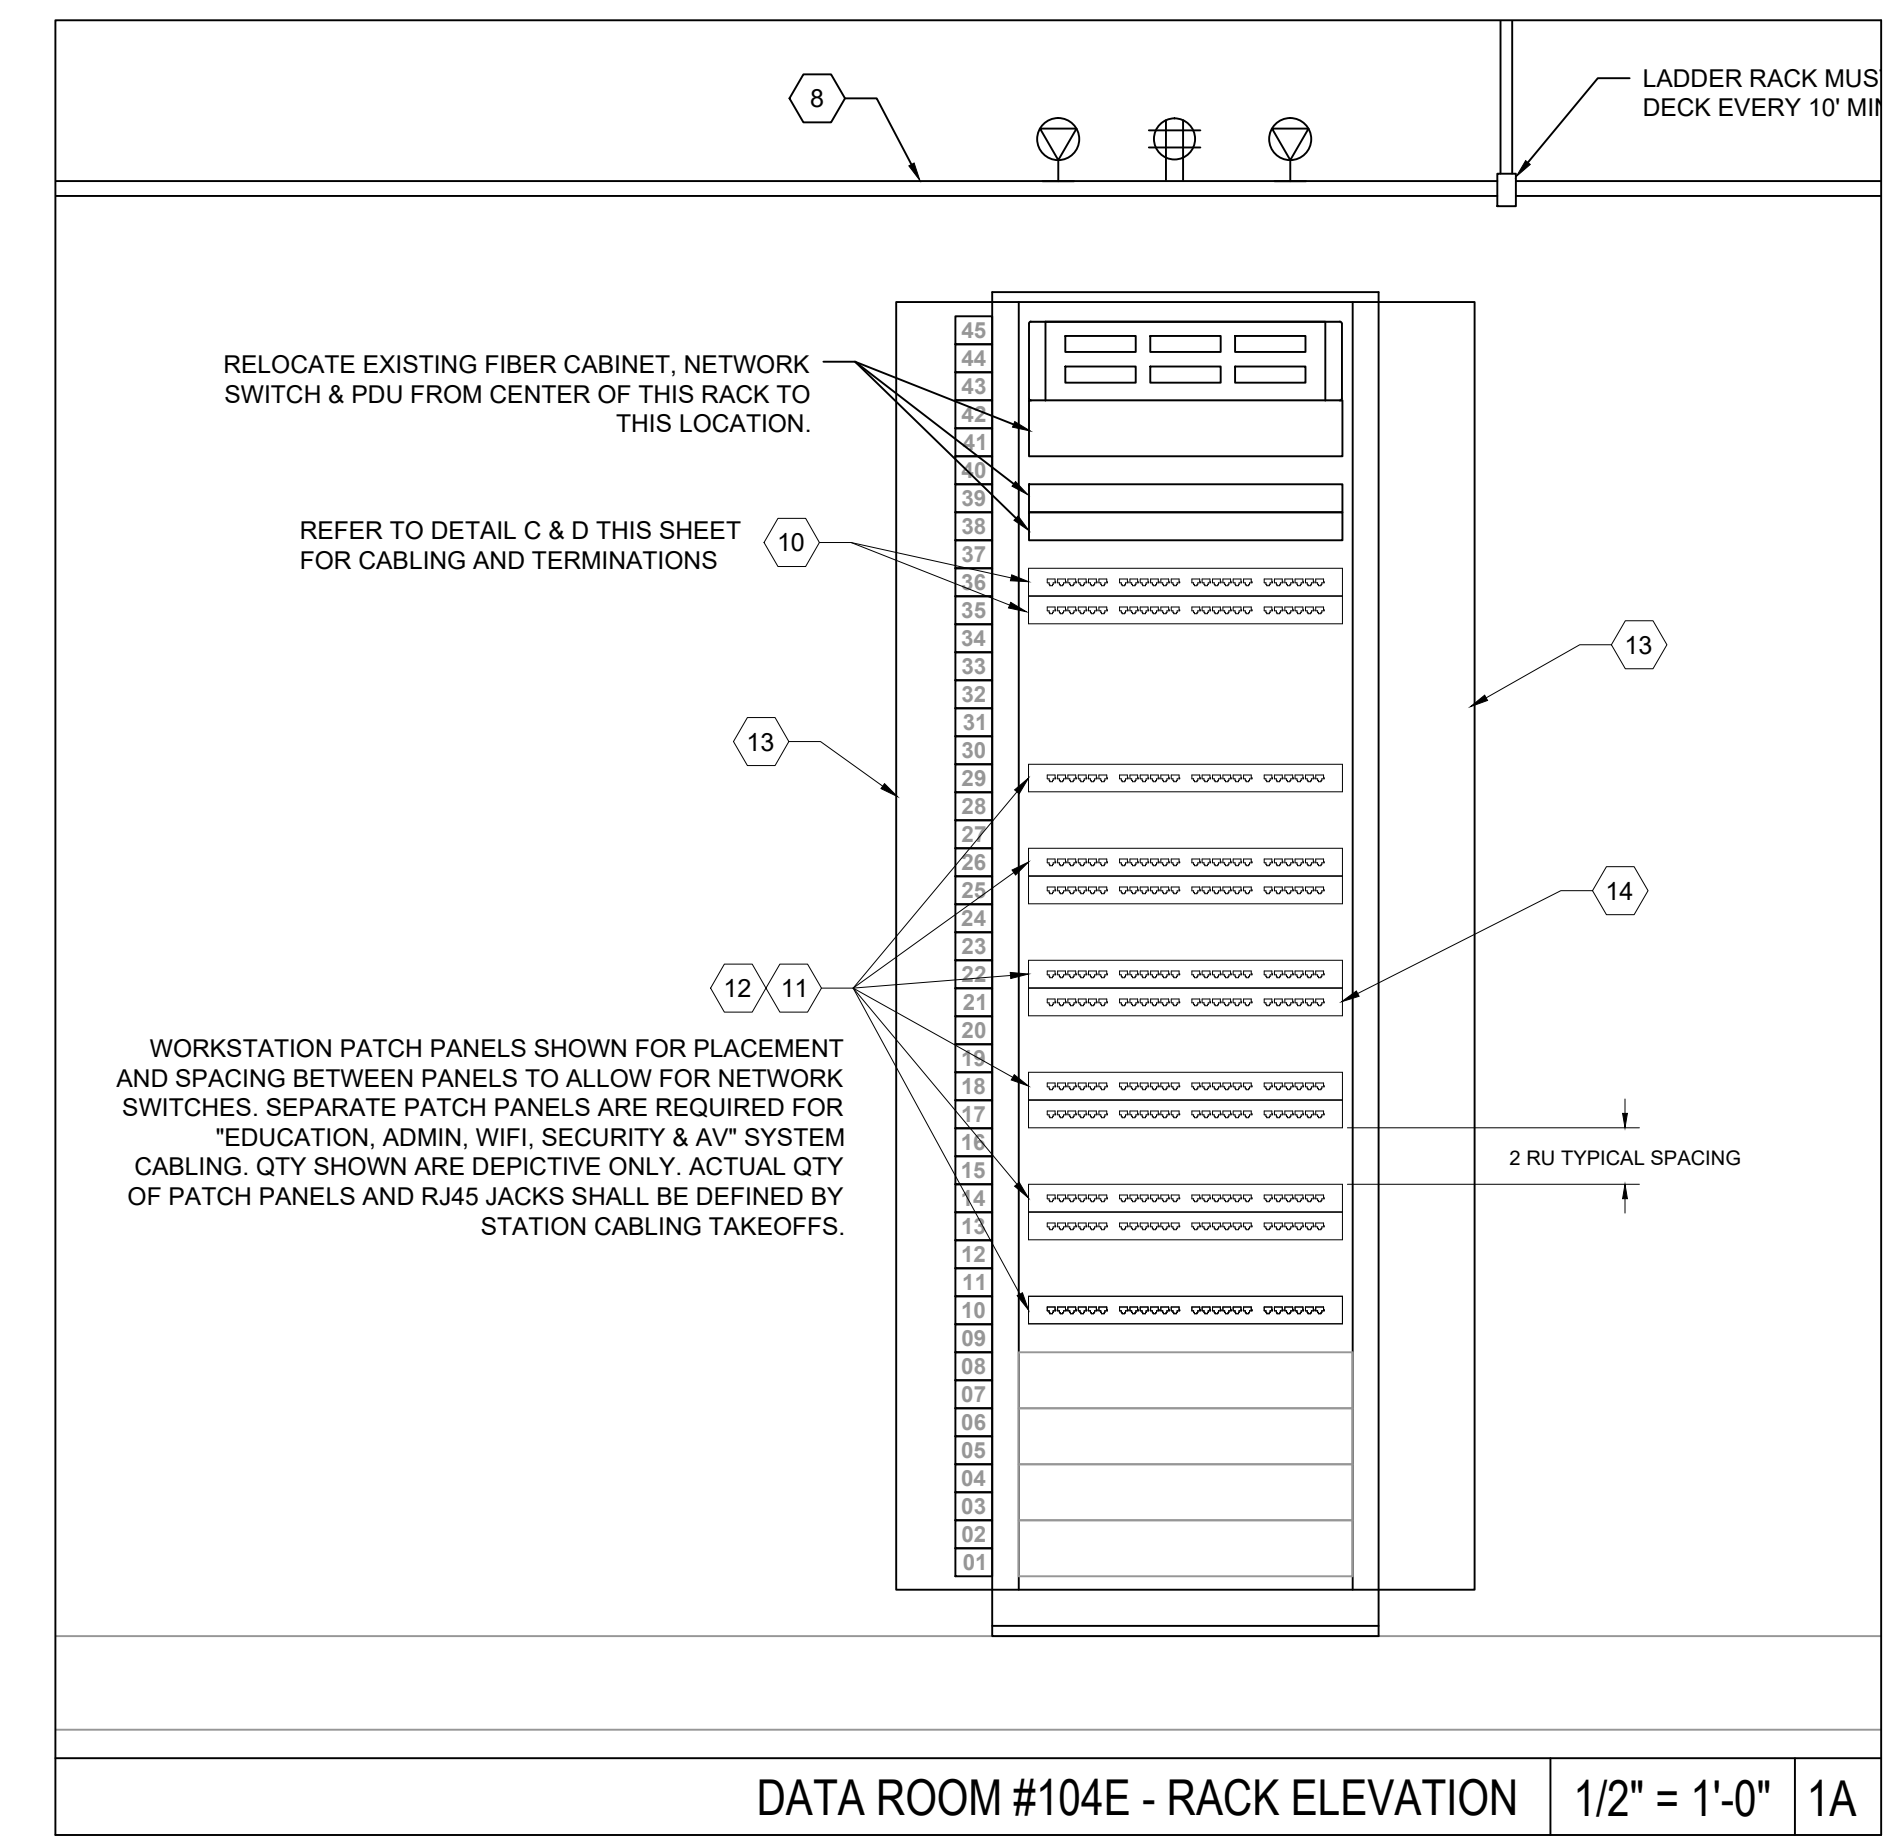 8
LADDER RACK
DECK EVERY 10'
RELOCATE EXISTING FIBER CABINET, NETWORK
SWITCH & PDU FROM CENTER OF THIS RACK TO
THIS LOCATION.
REFER TO DETAIL C & D THIS SHEET
FOR CABLING AND TERMINATIONS
10
13
13
14
12 11
WORKSTATION PATCH PANELS SHOWN FOR PLACEMENT
AND SPACING BETWEEN PANELS TO ALLOW FOR NETWORK
SWITCHES. SEPARATE PATCH PANELS ARE REQUIRED FOR
"EDUCATION, ADMIN, WIFI, SECURITY & AV" SYSTEM
CABLING. QTY SHOWN ARE DEPICTIVE ONLY. ACTUAL QTY
OF PATCH PANELS AND RJ45 JACKS SHALL BE DEFINED BY
STATION CABLING TAKEOFFS.
45
44
43
42
41
40
39
38
37
36
35
34
33
32
31
30
29
28
27
26
25
24
23
22
21
20
19
18
17
16
15
14
13
12
11
10
09
08
07
06
05
04
03
02
01
2 RU TYPICAL SPACING
DATA ROOM #104E - RACK ELEVATION
1/2" = 1'-0"
1A